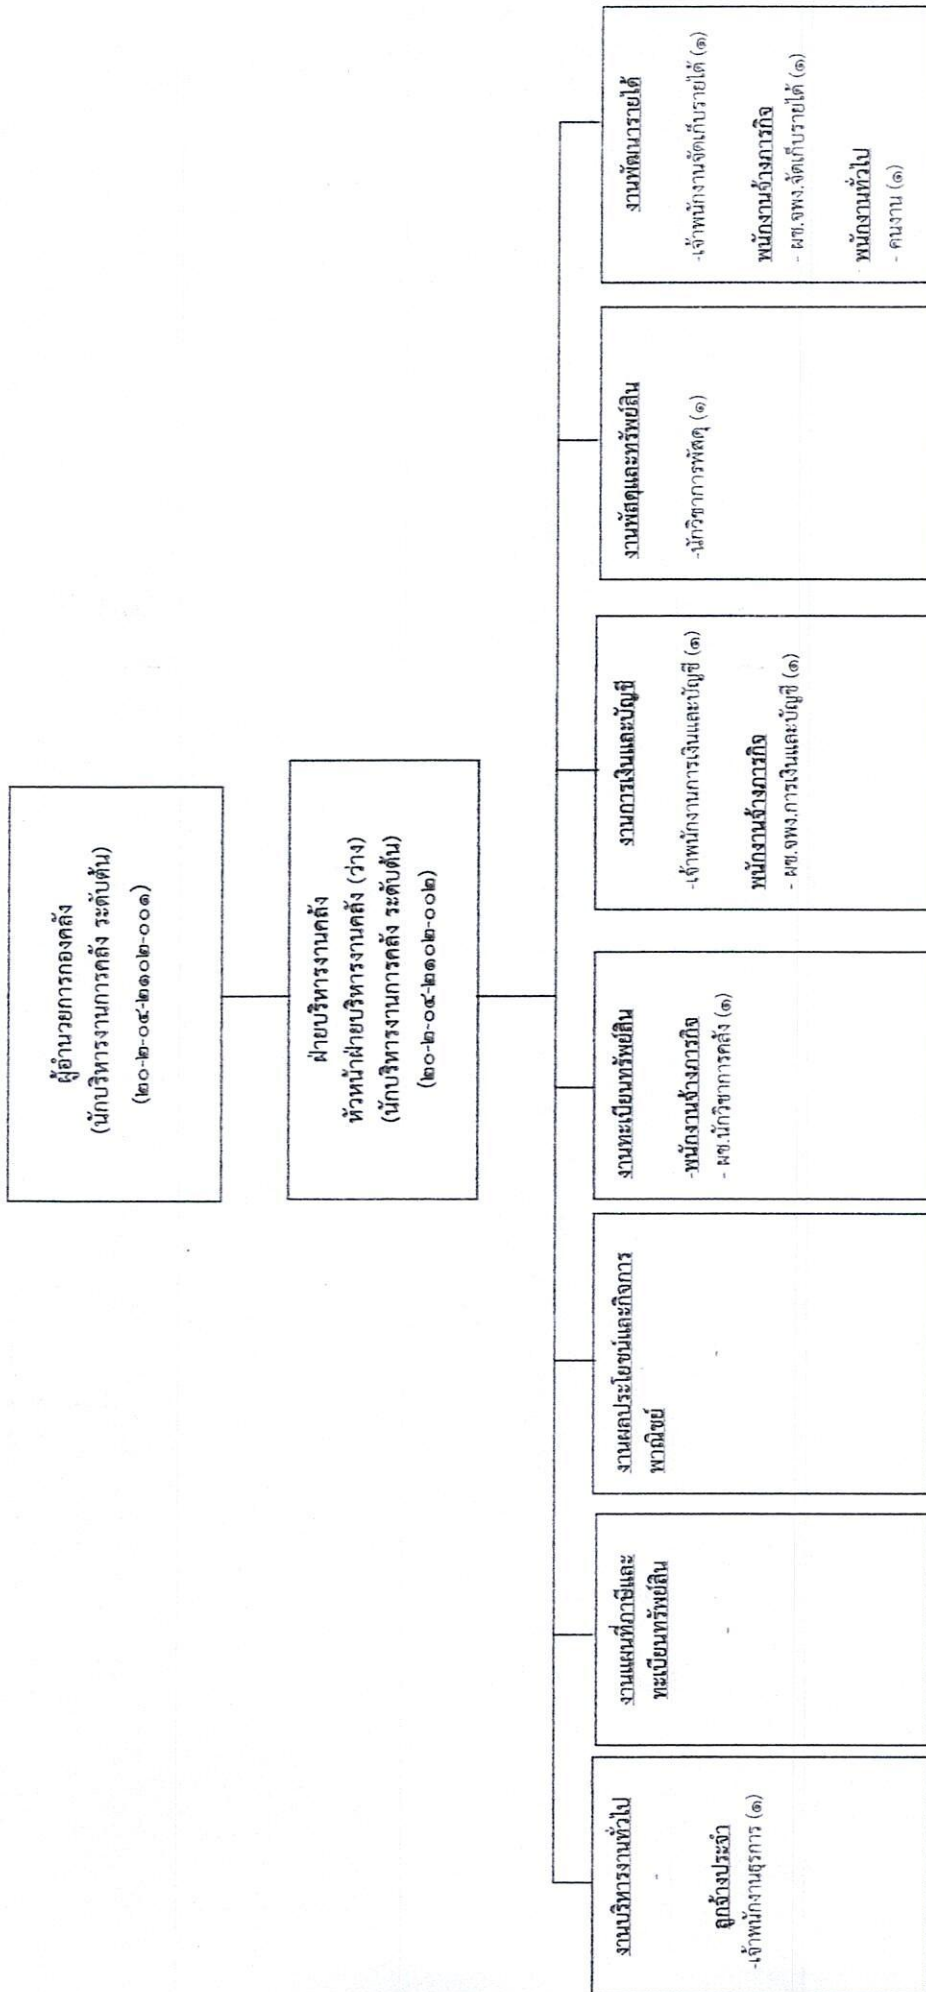 ผู้อำนวยการกองคลัง
(นักบริหารงานการคลัง ระดับต้น)
(๒๐-๒-๐๔-๒๑๐๒-๐๐๑)
ฝ่ายบริหารงานคลัง
หัวหน้าฝ่ายบริหารงานคลัง (ว่าง)
(นักบริหารงานการคลัง ระดับต้น)
(๒๐-๒-๐๔-๒๑๐๒-๐๐๒)
งานบริหารงานทั่วไป
-
ลูกจ้างประจำ
-เจ้าพนักงานธุรการ (๑)
งานแผนที่ภาษีและ
ทะเบียนทรัพย์สิน
-
งานผลประโยชน์และกิจการ
พาณิชย์
-
งานทะเบียนทรัพย์สิน
-พนักงานจ้างภารกิจ
- ผช.นักวิชาการคลัง (๑)
งานการเงินและบัญชี
-เจ้าพนักงานการเงินและบัญชี (๑)
พนักงานจ้างภารกิจ
- ผช.จพง.การเงินและบัญชี (๑)
งานพัสดุและทรัพย์สิน
-นักวิชาการพัสดุ (๑)
งานพัฒนารายได้
-เจ้าพนักงานจัดเก็บรายได้ (๑)
พนักงานจ้างภารกิจ
- ผช.จพง.จัดเก็บรายได้ (๑)
พนักงานทั่วไป
- คนงาน (๑)